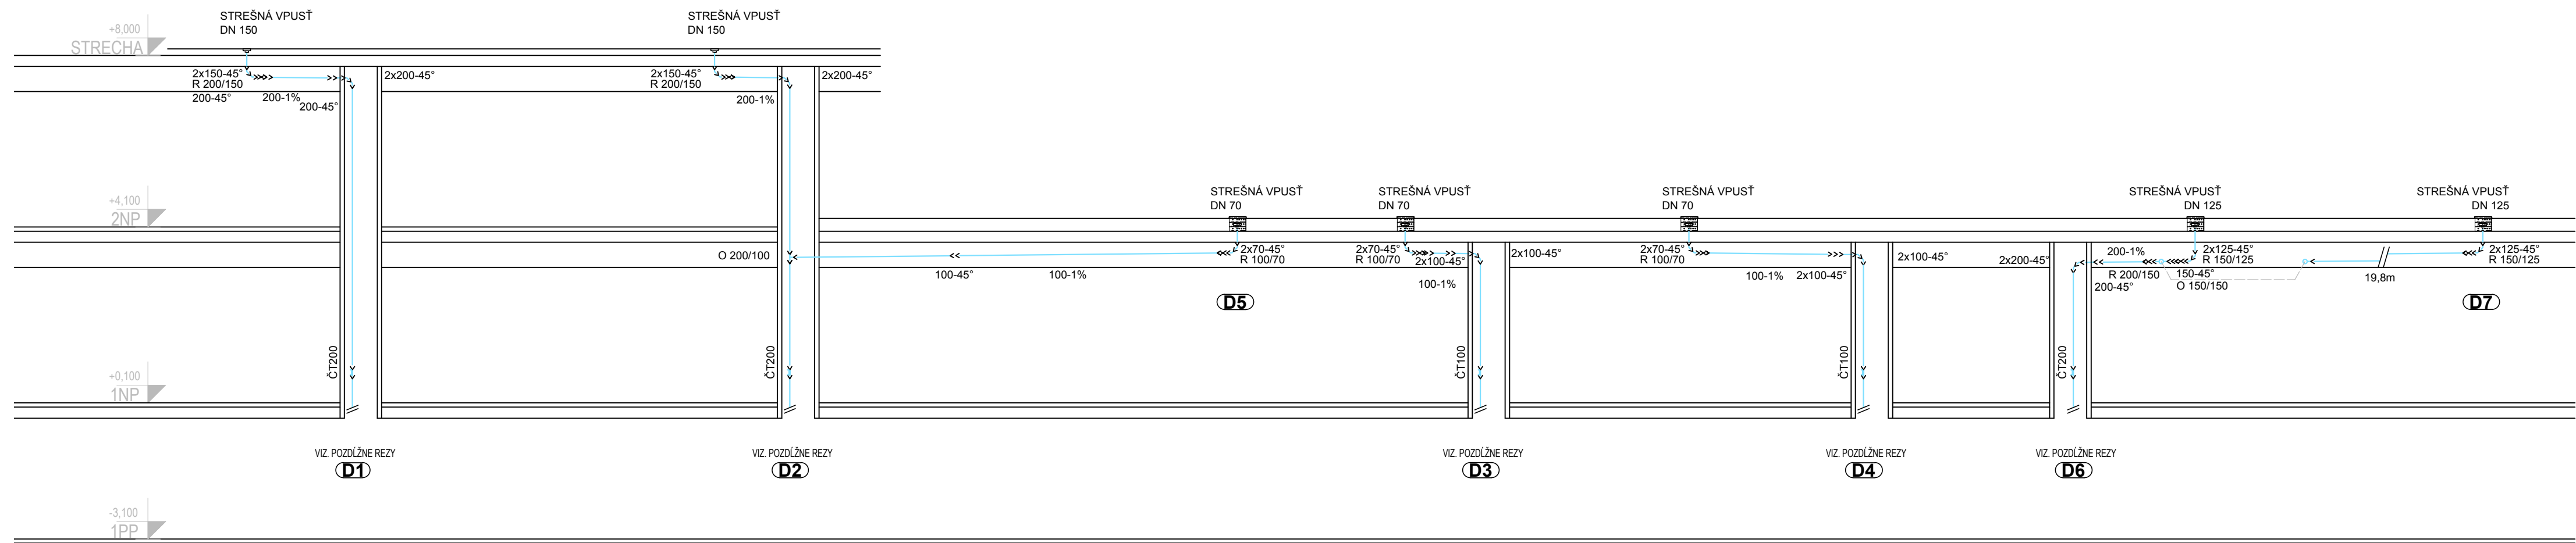 STREŠNÁ VPUSŤ
DN 150
STREŠNÁ VPUSŤ
DN 150
+8,000
STRECHA
2x150-45°
R 200/150
200-45°
200-1%
200-45°
2x200-45°
2x150-45°
R 200/150
200-1%
2x200-45°
+4,100
2NP
STREŠNÁ VPUSŤ
DN 70
STREŠNÁ VPUSŤ
DN 70
STREŠNÁ VPUSŤ
DN 70
STREŠNÁ VPUSŤ
DN 125
STREŠNÁ VPUSŤ
DN 125
O 200/100
100-45°
100-1%
2x70-45°
R 100/70
2x70-45°
R 100/70
2x100-45°
100-1%
2x100-45°
2x70-45°
R 100/70
100-1%
2x100-45°
2x100-45°
2x200-45°
200-1%
R 200/150
200-45°
150-45°
O 150/150
2x125-45°
R 150/125
19,8m
2x125-45°
R 150/125
D5
D7
ČT200
ČT200
ČT100
ČT100
ČT200
+0,100
1NP
VIZ. POZDĹŽNE REZY
D1
VIZ. POZDĹŽNE REZY
D2
VIZ. POZDĹŽNE REZY
D3
VIZ. POZDĹŽNE REZY
D4
VIZ. POZDĹŽNE REZY
D6
-3,100
1PP